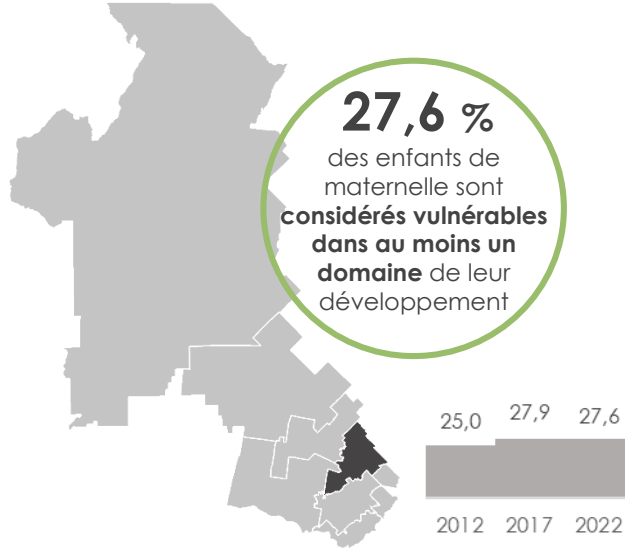 27,6 %
des enfants de
maternelle sont
considérés vulnérables
dans au moins un
domaine de leur
développement
25,0 27,9 27,6
2012 2017 2022